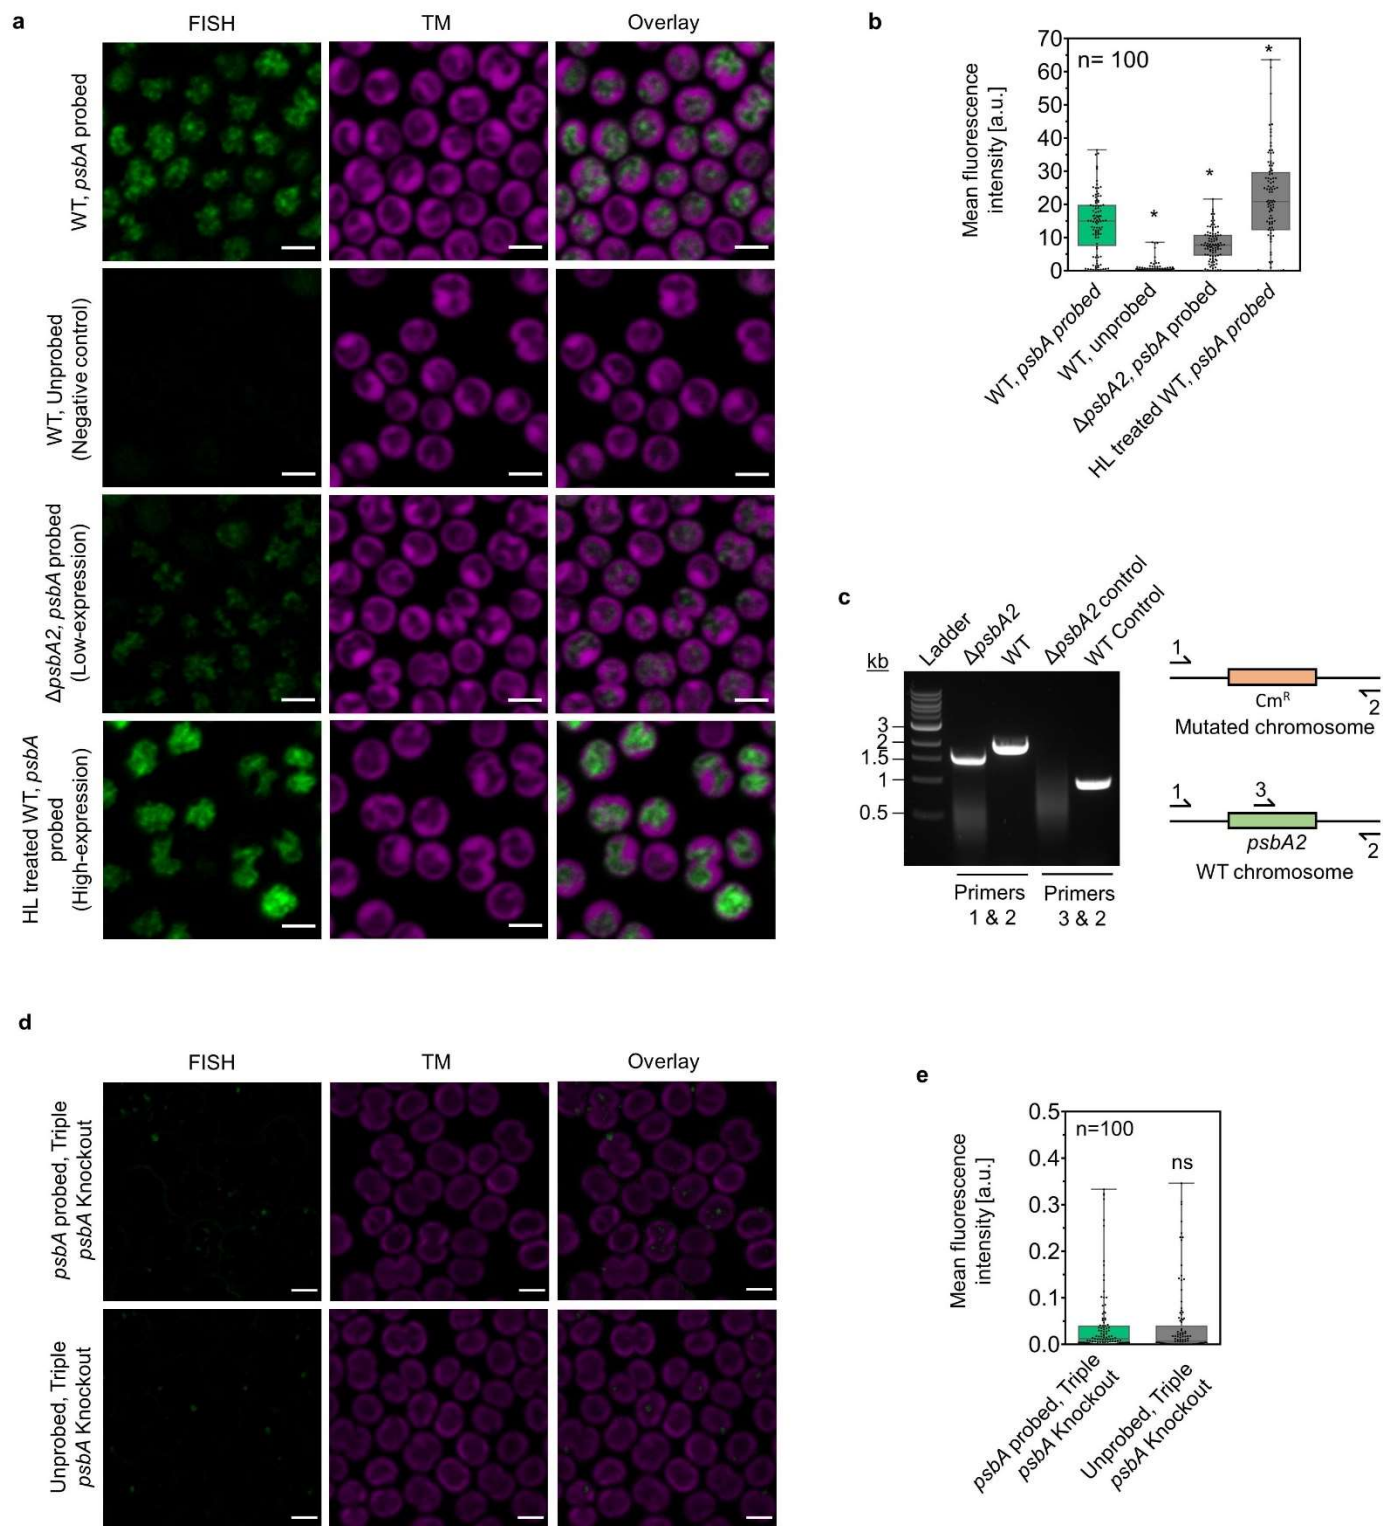 a
FISH
TM
Overlay
WT, psbA probed
WT, Unprobed
(Negative control)
ΔpsbA2, psbA probed
(Low-expression)
HL treated WT, psbA
probed
(High-expression)
b
Mean fluorescence
intensity [a.u.]
70
60
50
40
30
20
10
0
n= 100
*
*
*
WT, psbA probed
WT, unprobed
ΔpsbA2, psbA probed
HL treated WT, psbA probed
c
kb
Ladder
ΔpsbA2
WT
ΔpsbA2 control
WT Control
3
2
1.5
1
0.5
Primers
1 & 2
Primers
3 & 2
1
CmR
2
Mutated chromosome
1
3
psbA2
2
WT chromosome
d
FISH
TM
Overlay
psbA probed, Triple
psbA Knockout
Unprobed, Triple
psbA Knockout
e
Mean fluorescence
intensity [a.u.]
0.5
0.4
0.3
0.2
0.1
0.0
n=100
ns
psbA probed, Triple
psbA Knockout
Unprobed, Triple
psbA Knockout